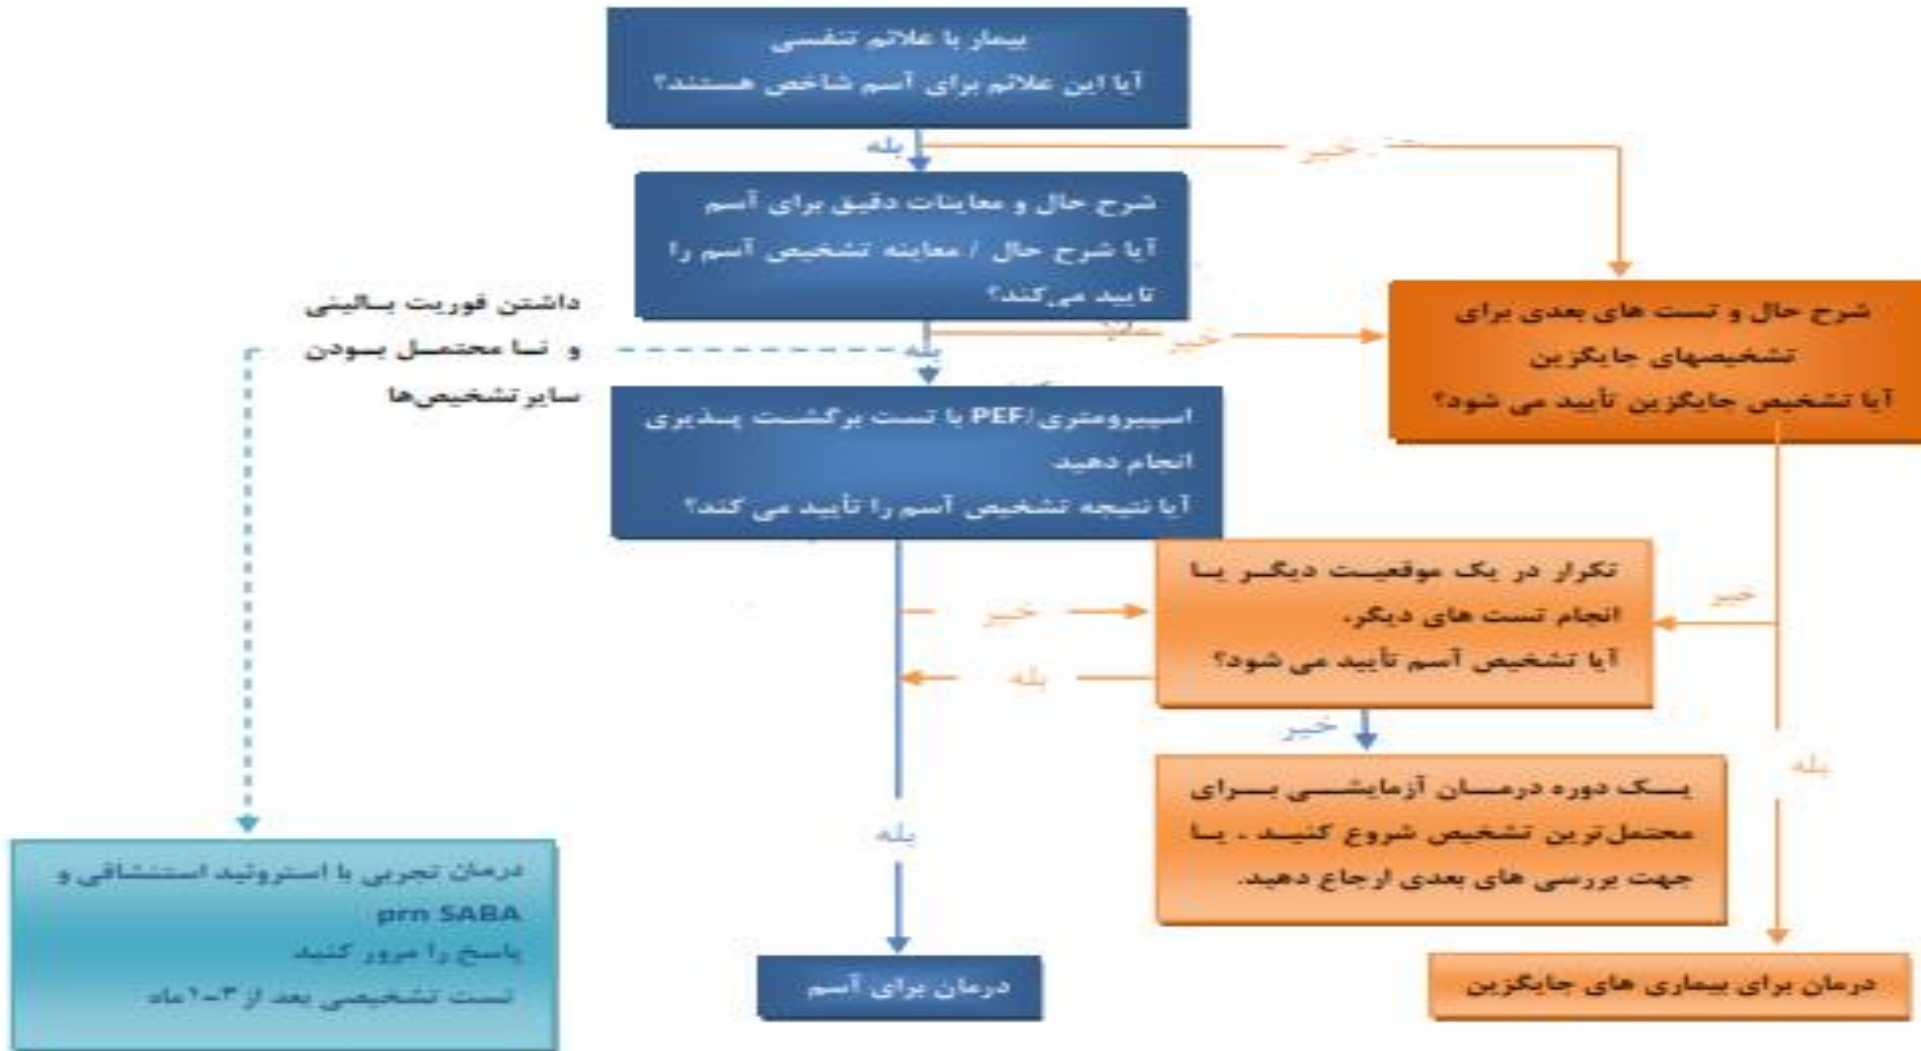 بیمار با علائم تنفسی
آیا این علائم برای آسم شاخص هستند؟
بله
خیر
شرح حال و معاینات دقیق برای آسم
آیا شرح حال / معاینه تشخیص آسم را
تایید می‌کند؟
داشتن فوریت بالینی
و نا محتمل بودن
سایر تشخیص‌ها
بله
خیر
شرح حال و تست های بعدی برای
تشخیصهای جایگزین
آیا تشخیص جایگزین تأیید می شود؟
اسپیرومتری/PEF با تست برگشت پذیری
انجام دهید
آیا نتیجه تشخیص آسم را تأیید می کند؟
تکرار در یک موقعیت دیگر یا
انجام تست های دیگر.
آیا تشخیص آسم تأیید می شود؟
خیر
خیر
بله
خیر
یک دوره درمان آزمایشی برای
محتمل‌ترین تشخیص شروع کنید ، یا
جهت بررسی های بعدی ارجاع دهید.
بله
بله
درمان تجربی با استروئید استنشاقی و
prn SABA
پاسخ را مرور کنید
تست تشخیصی بعد از ۳-۱ماه
درمان برای آسم
درمان برای بیماری های جایگزین